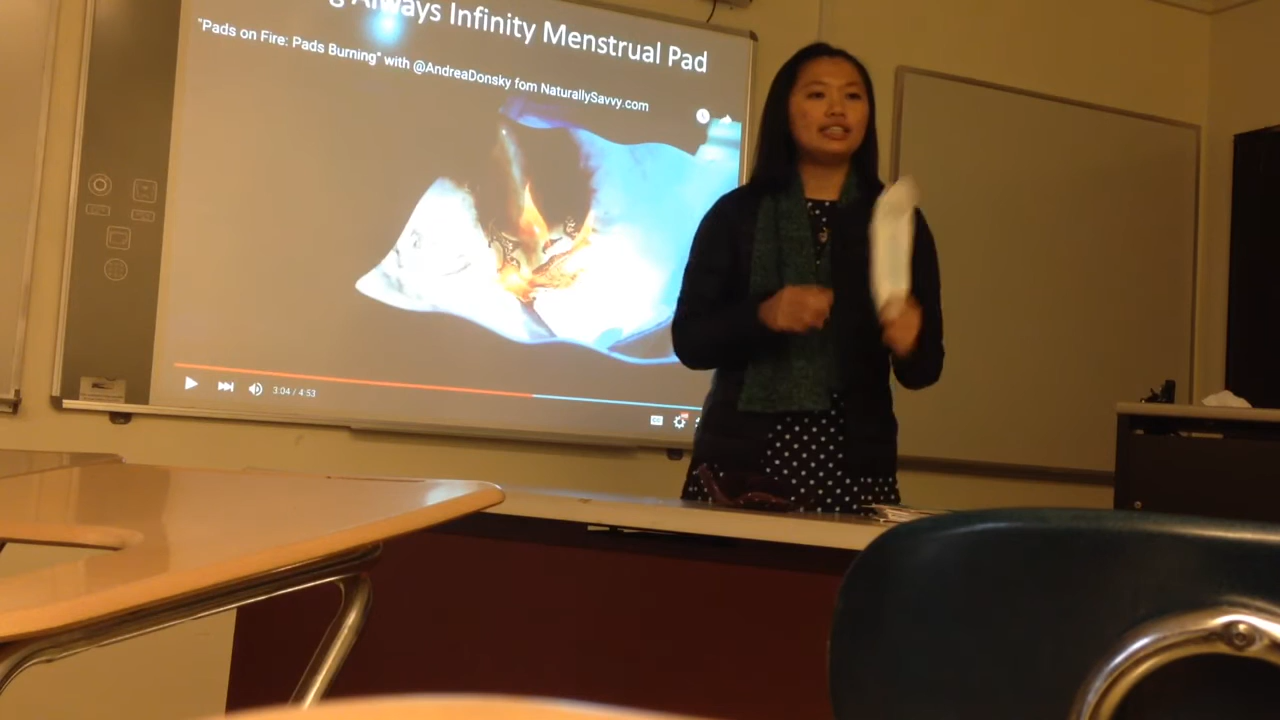 Always Infinity Menstrual Pad
"Pads on Fire: Pads Burning" with @AndreaDonsky fom NaturallySavvy.com
3:04 / 4:53